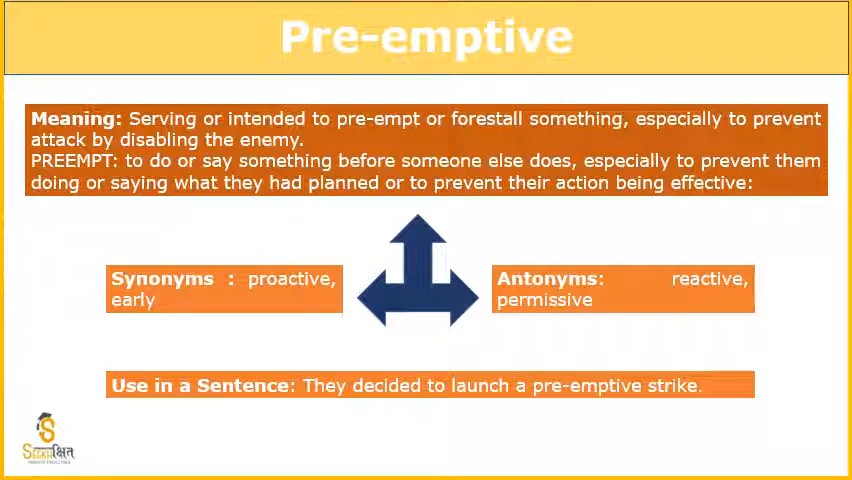 Pre-emptive
Meaning: Serving or intended to pre-empt or forestall something, especially to prevent
attack by disabling the enemy.
PREEMPT: to do or say something before someone else does, especially to prevent them
doing or saying what they had planned or to prevent their action being effective:
Synonyms : proactive,
early
Antonyms: reactive,
permissive
Use in a Sentence: They decided to launch a pre-emptive strike.